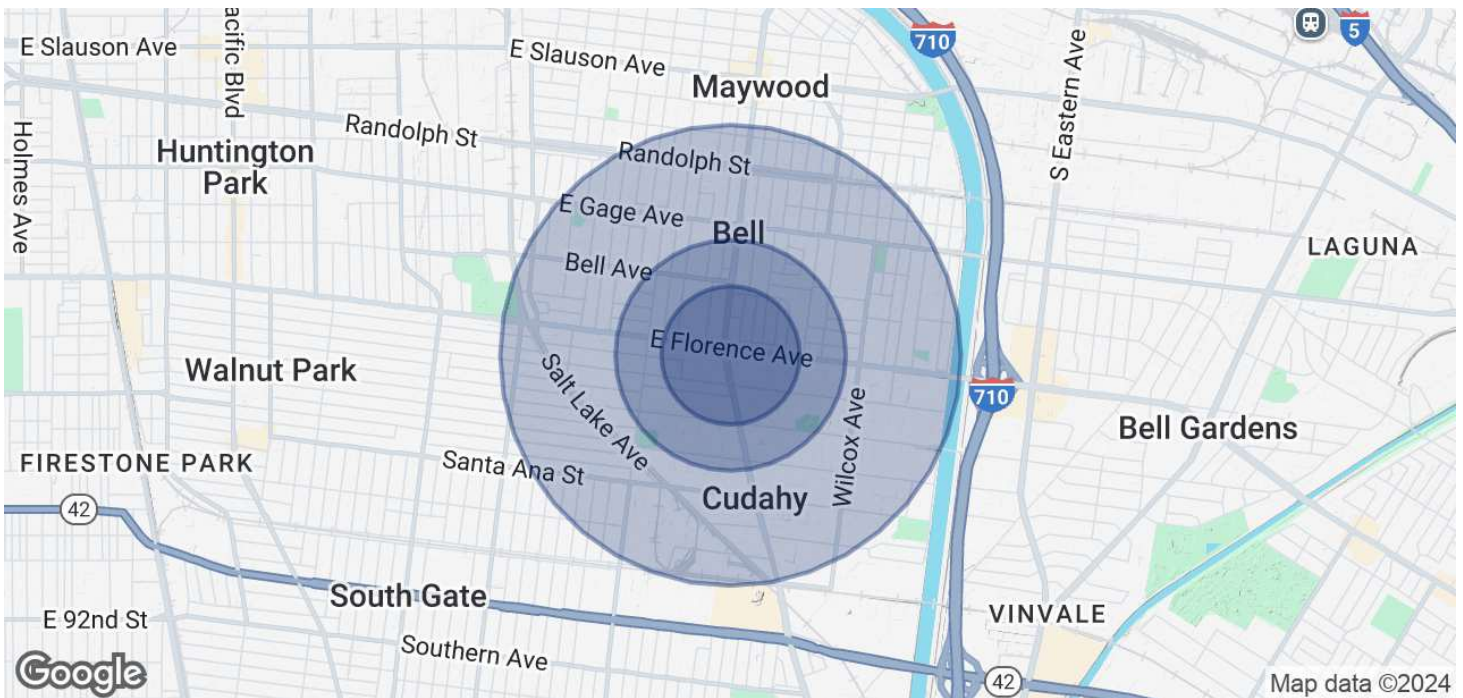 E Slauson Ave
acific Blvd
E Slauson Ave
710
5
Maywood
S Eastern Ave
Holmes Ave
Randolph St
Huntington
Park
Randolph St
E Gage Ave
Bell
LAGUNA
Bell Ave
E Florence Ave
Walnut Park
Salt Lake Ave
710
Wilcox Ave
Bell Gardens
FIRESTONE PARK
Santa Ana St
Cudahy
42
South Gate
VINVALE
E 92nd St
Southern Ave
Google
42
Map data ©2024